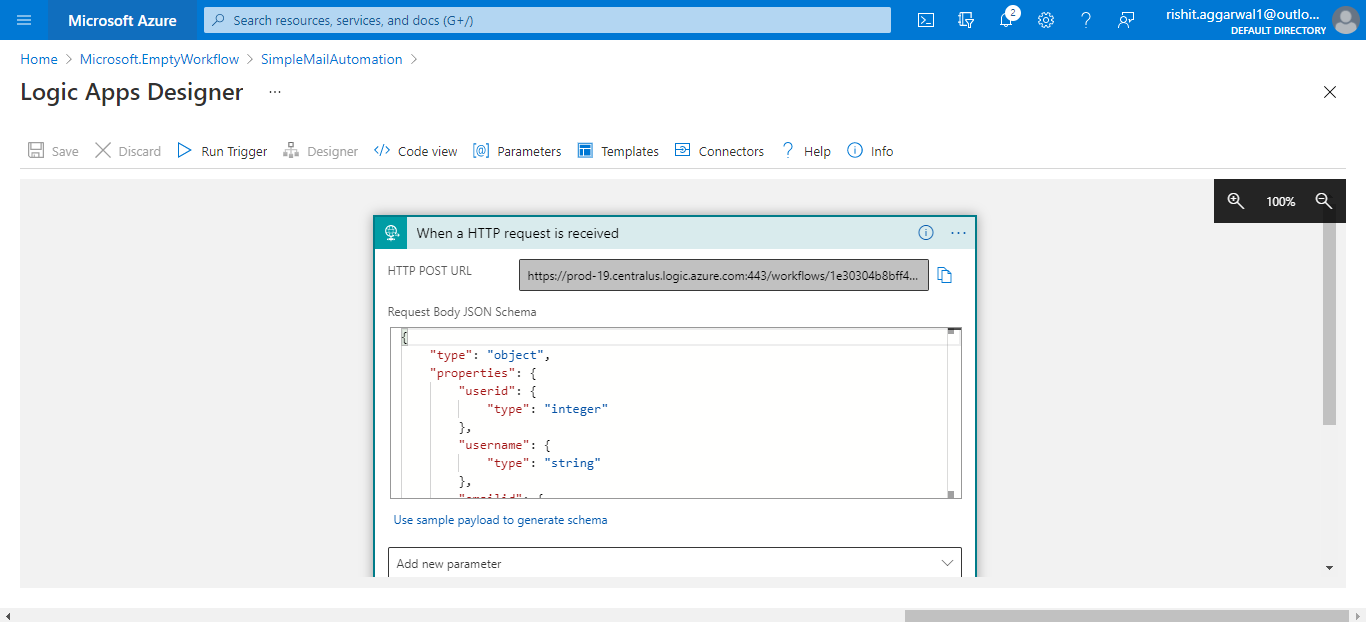 Microsoft Azure
Search resources, services, and docs (G+/)
2
rishit.aggarwal1@outlo...
DEFAULT DIRECTORY
Home > Microsoft.EmptyWorkflow > SimpleMailAutomation >
Logic Apps Designer ...
Save Discard Run Trigger Designer Code view Parameters Templates Connectors Help Info
100%
When a HTTP request is received
HTTP POST URL
https://prod-19.centralus.logic.azure.com:443/workflows/1e30304b8bff4...
Request Body JSON Schema
{
"type": "object",
"properties": {
"userid": {
"type": "integer"
},
"username": {
"type": "string"
},
"emailid": {
Use sample payload to generate schema
Add new parameter